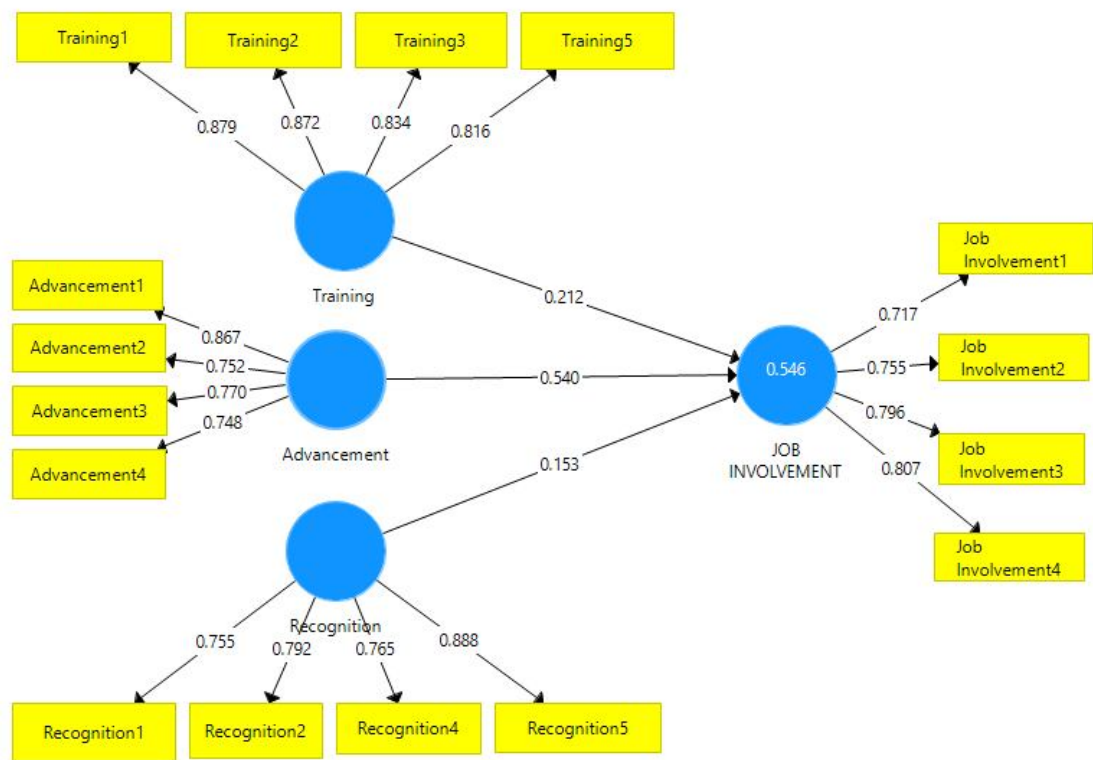 Training1
Training2
Training3
Training5
0.879
0.872
0.834
0.816
Training
Advancement1
Advancement2
Advancement3
Advancement4
0.867
0.752
0.770
0.748
Advancement
0.212
0.540
0.153
0.546
JOB
INVOLVEMENT
Job
Involvement1
0.717
Job
Involvement2
0.755
Job
Involvement3
0.796
Job
Involvement4
0.807
Recognition
0.755
0.792
0.765
0.888
Recognition1
Recognition2
Recognition4
Recognition5